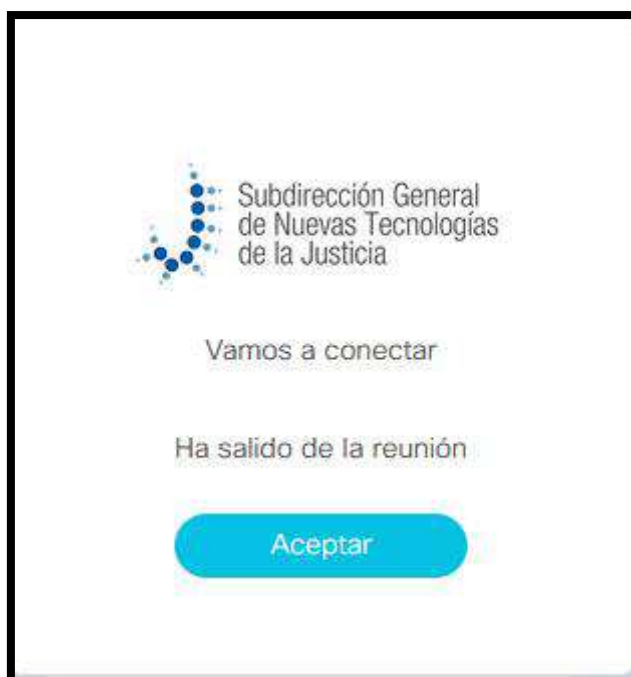 Subdirección General
de Nuevas Tecnologías
de la Justicia
Vamos a conectar
Ha salido de la reunión
Aceptar